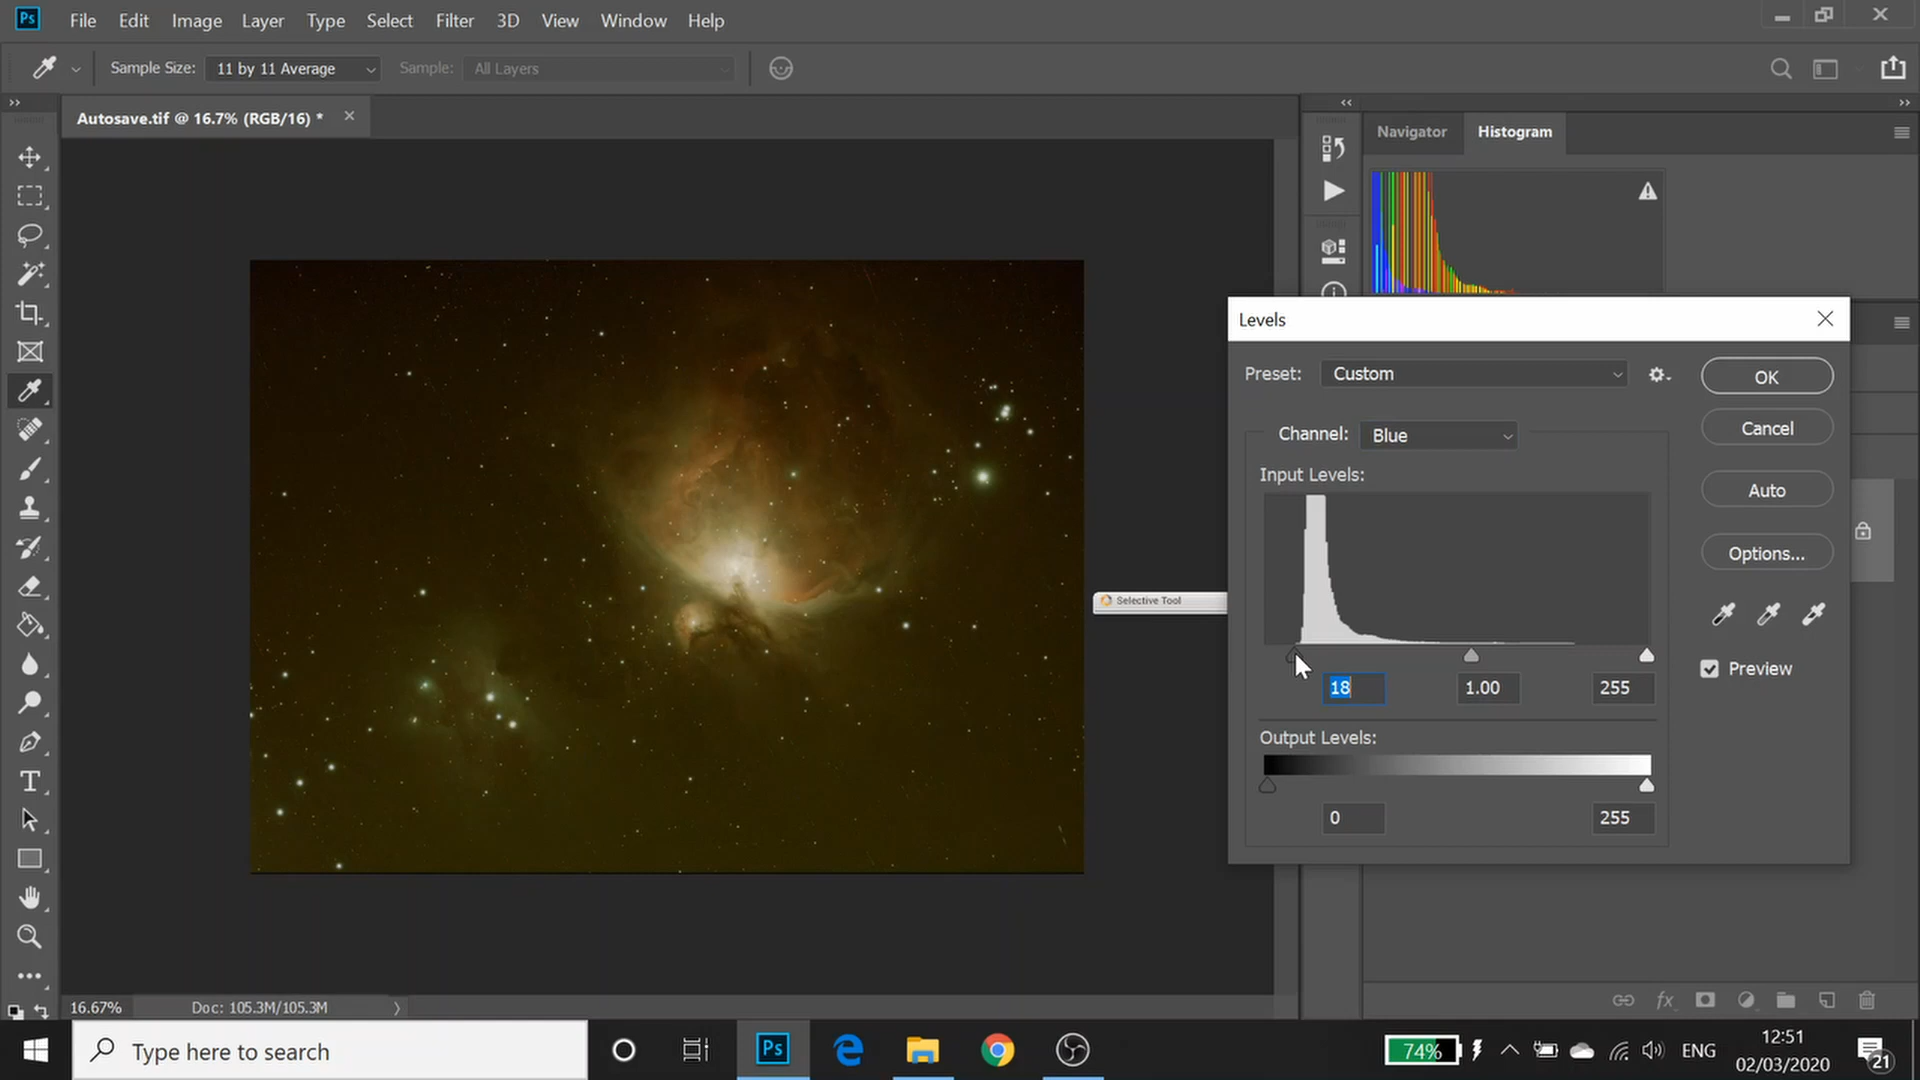 Ps File Edit Image Layer Type Select Filter 3D View Window Help
Sample Size: 11 by 11 Average Sample: All Layers
Autosave.tif @ 16.7% (RGB/16) *
Navigator Histogram
Levels
Preset: Custom
OK
Channel: Blue
Cancel
Input Levels:
Auto
Options...
Selective Tool
Preview
18 1.00 255
Output Levels:
0 255
T
fx
16.67% Doc: 105.3M/105.3M
Type here to search
Ps
74%
ENG
12:51
02/03/2020
21